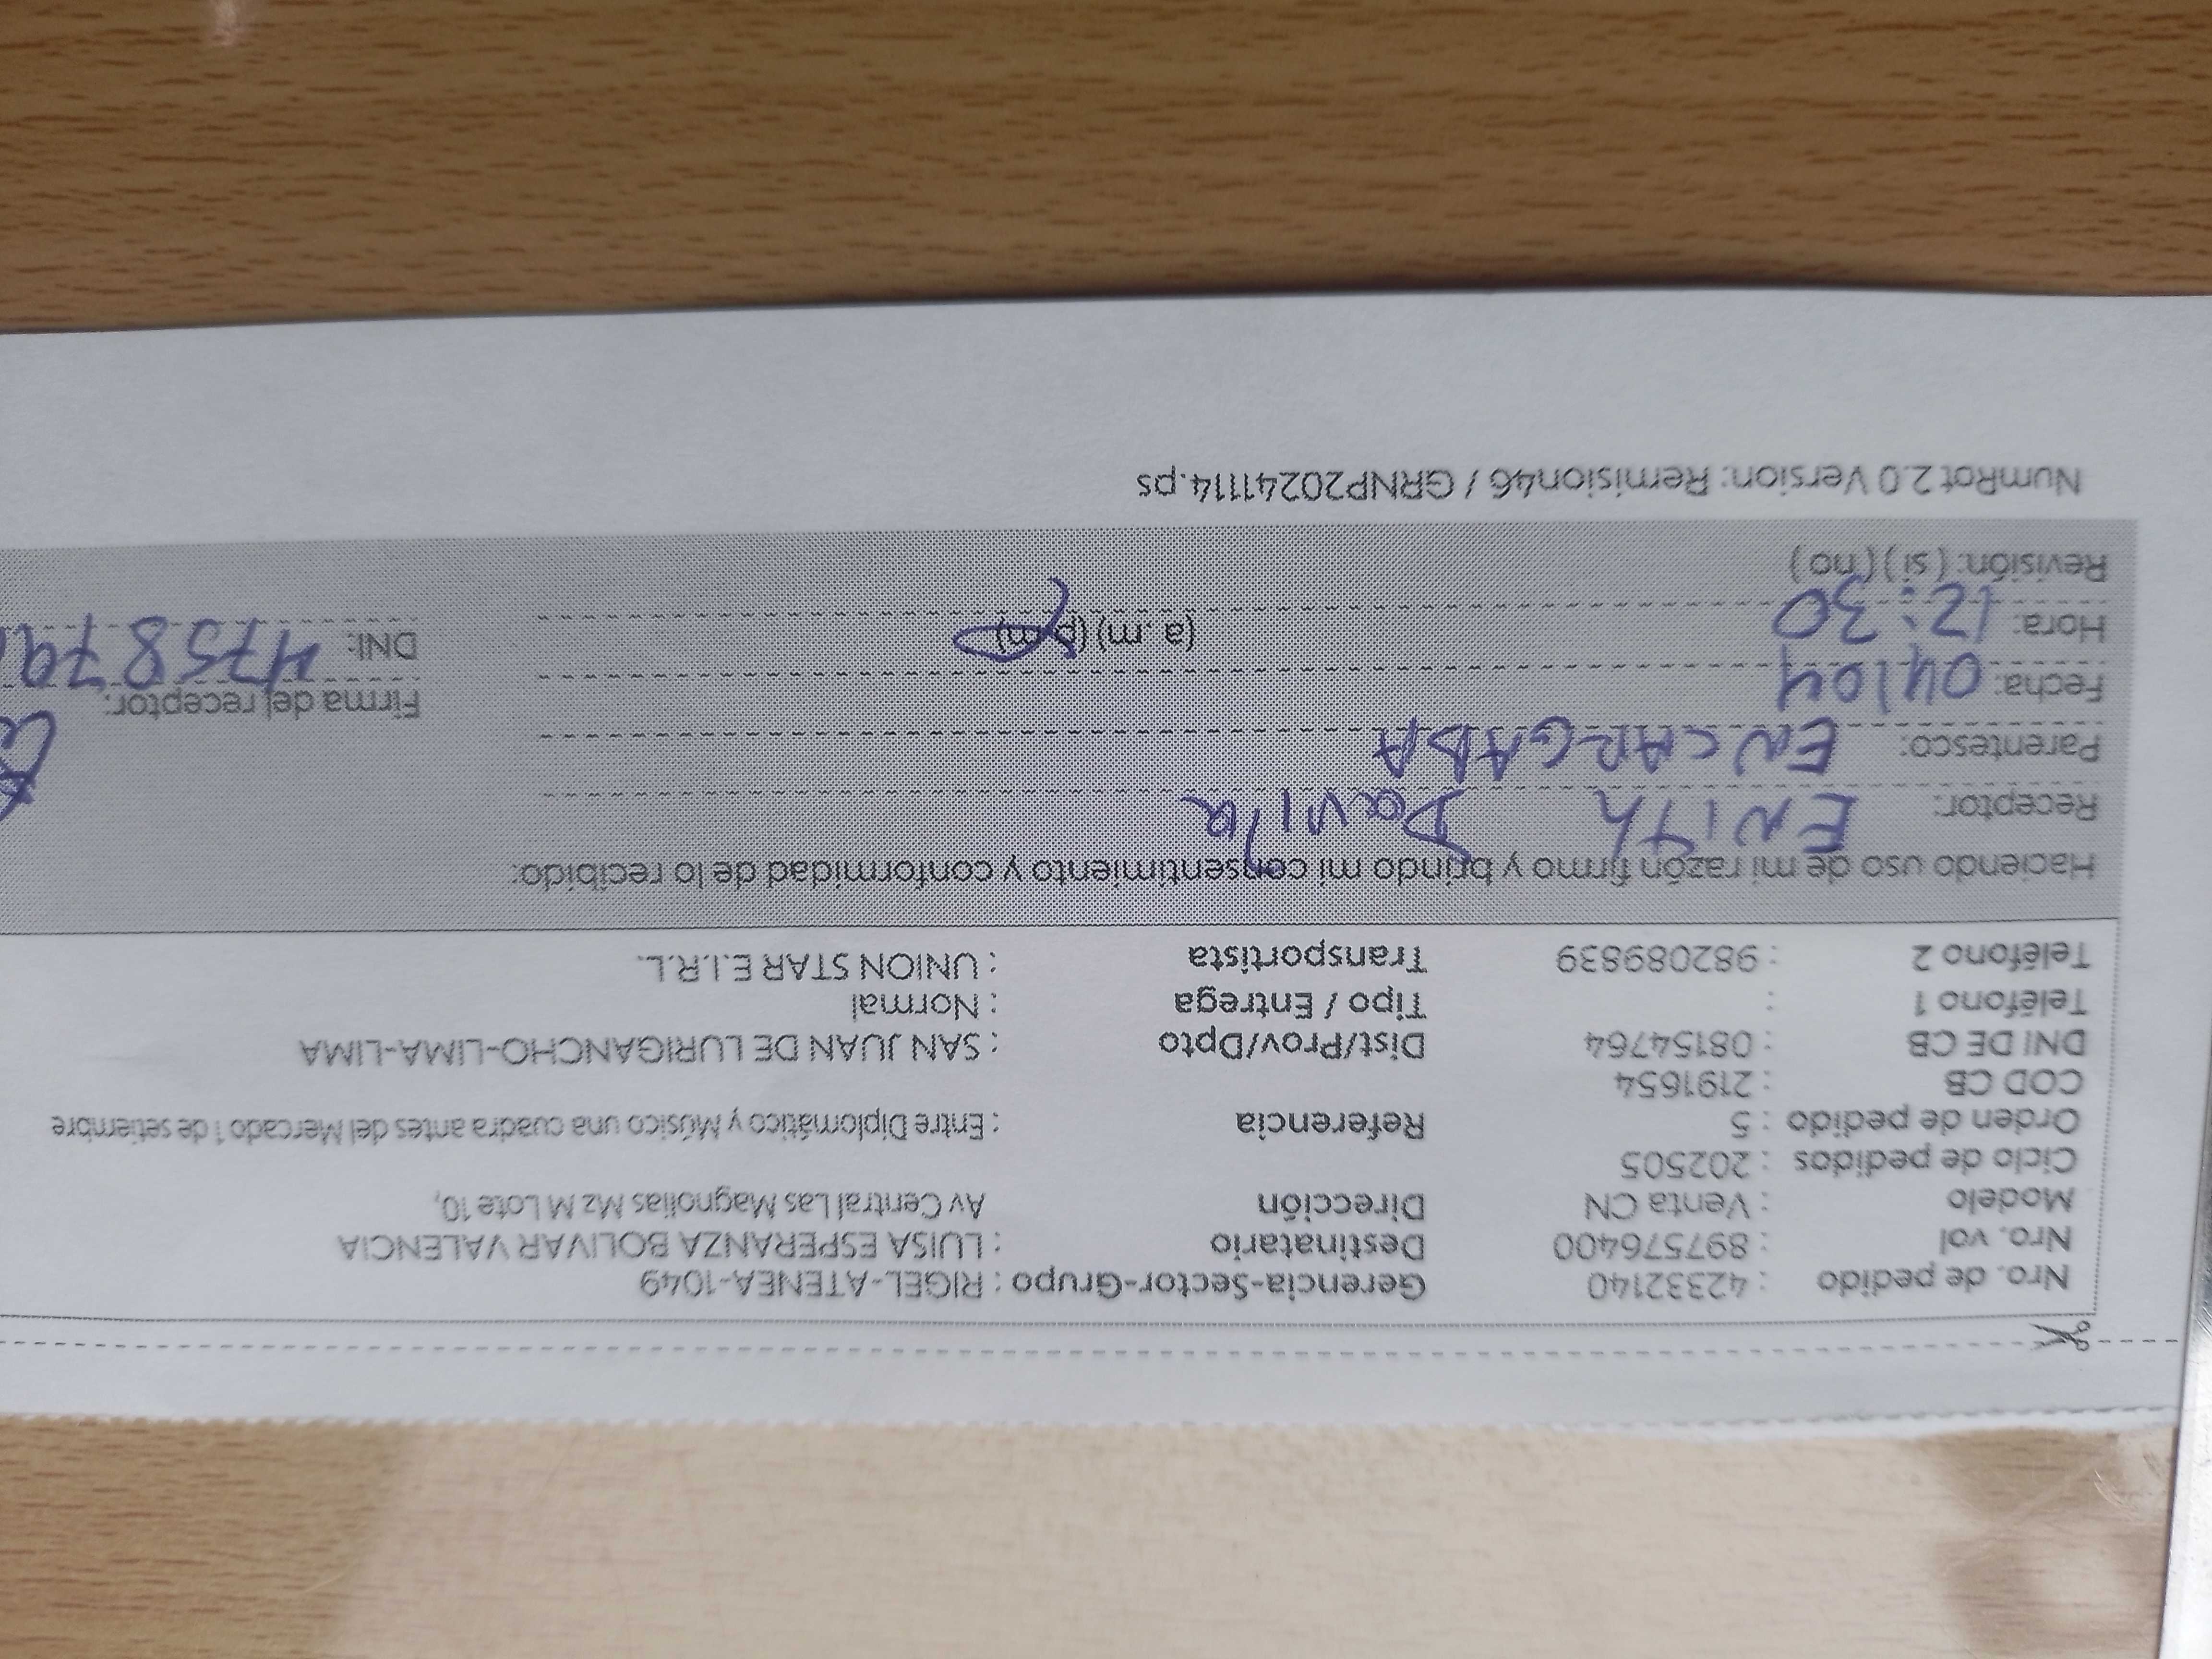 Nro. de pedido : 42332140 Gerencia-Sector-Grupo : RIGEL-ATENEA-1049
Nro. vol : 897576400 Destinatario : LUISA ESPERANZA BOLIVAR VALENCIA
Modelo : Venta CN Dirección Av Central Las Magnolias Mz M Lote 10,
Ciclo de pedidos : 202505
Orden de pedido : 5 Referencia : Entre Diplomático y Músico una cuadra antes del Mercado 1 de setiembre
COD CB : 2191654
DNI DE CB : 08154764 Dist/Prov/Dpto : SAN JUAN DE LURIGANCHO-LIMA-LIMA
Teléfono 1 : Tipo / Entrega : Normal
Teléfono 2 : 982089839 Transportista : UNION STAR E.I.R.L.
Haciendo uso de mi razón firmo y brindo mi consentimiento y conformidad de lo recibido:
Receptor: ENITh Davila
Parentesco: ENCARGADA
Fecha: 04/04 Firma del receptor:
Hora: 12:30 (a .m) (p.m) DNI: 475879
Revisión: ( si ) ( no )
NumRot 2.0 Version: Remision46 / GRNP20241114.ps